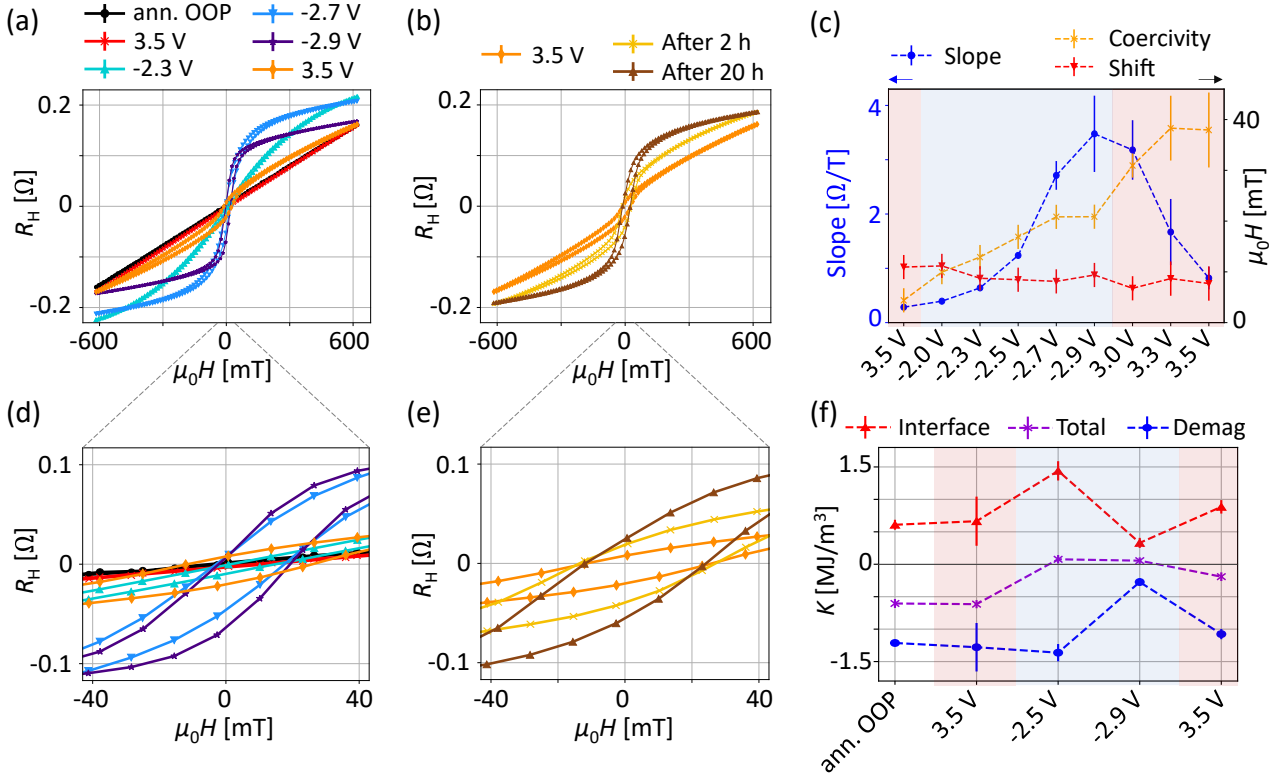 (a)
ann. OOP
3.5 V
-2.3 V
-2.7 V
-2.9 V
3.5 V
R_H [Ω]
0.2
0
-0.2
-600
0
600
μ₀H [mT]
(b)
3.5 V
After 2 h
After 20 h
R_H [Ω]
0.2
0
-0.2
-600
0
600
μ₀H [mT]
(c)
Slope
Coercivity
Shift
Slope [Ω/T]
4
2
0
40
0
μ₀H [mT]
3.5 V
-2.0 V
-2.3 V
-2.5 V
-2.7 V
-2.9 V
3.0 V
3.3 V
3.5 V
(d)
R_H [Ω]
0.1
0
-0.1
-40
0
40
μ₀H [mT]
(e)
R_H [Ω]
0.1
0
-0.1
-40
0
40
μ₀H [mT]
(f)
Interface
Total
Demag
K [MJ/m³]
1.5
0
-1.5
ann. OOP
3.5 V
-2.5 V
-2.9 V
3.5 V